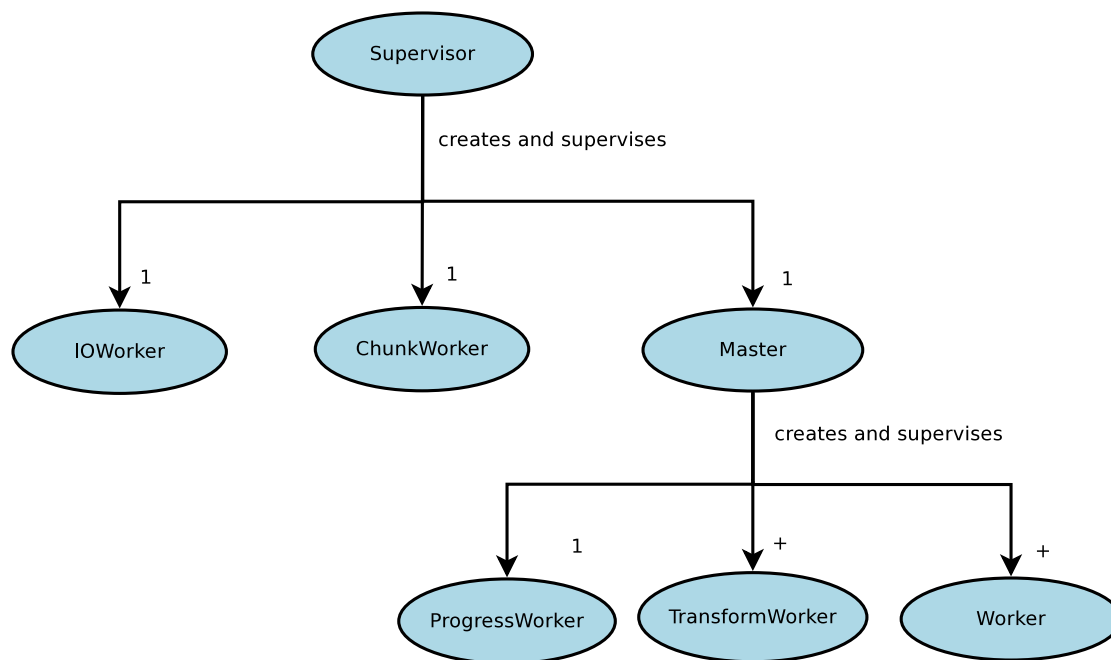 Supervisor
creates and supervises
1
1
1
IOWorker
ChunkWorker
Master
creates and supervises
1
+
+
ProgressWorker
TransformWorker
Worker